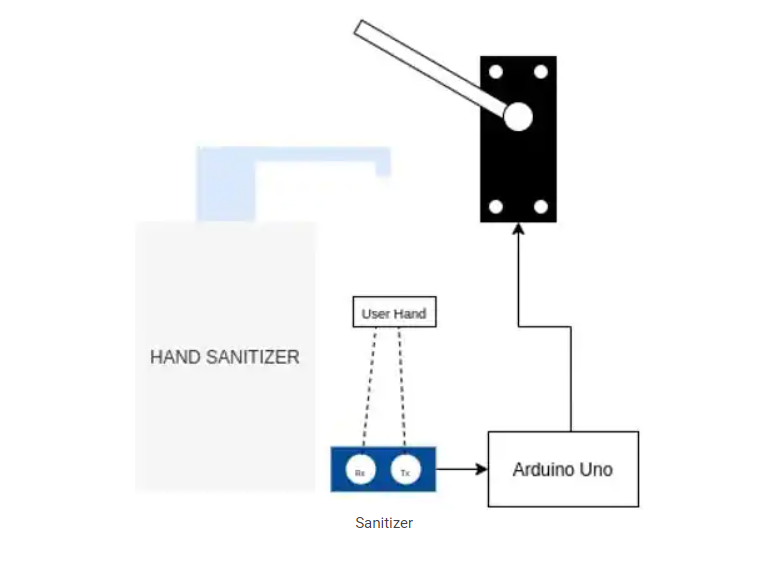 User Hand
HAND SANITIZER
Rx
Tx
Arduino Uno
Sanitizer